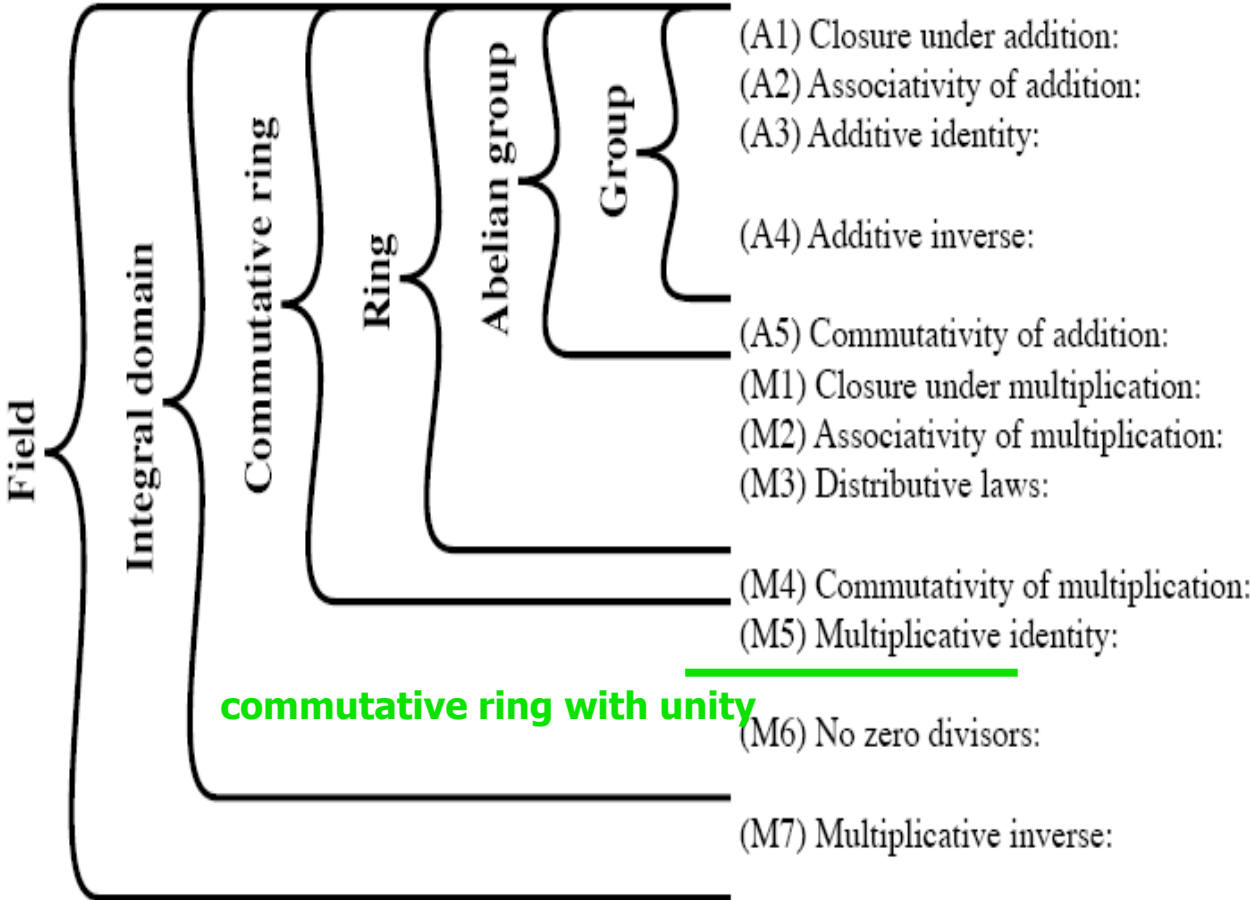 Field
Integral domain
Commutative ring
Ring
Abelian group
Group
(A1) Closure under addition:
(A2) Associativity of addition:
(A3) Additive identity:
(A4) Additive inverse:
(A5) Commutativity of addition:
(M1) Closure under multiplication:
(M2) Associativity of multiplication:
(M3) Distributive laws:
(M4) Commutativity of multiplication:
(M5) Multiplicative identity:
commutative ring with unity
(M6) No zero divisors:
(M7) Multiplicative inverse: